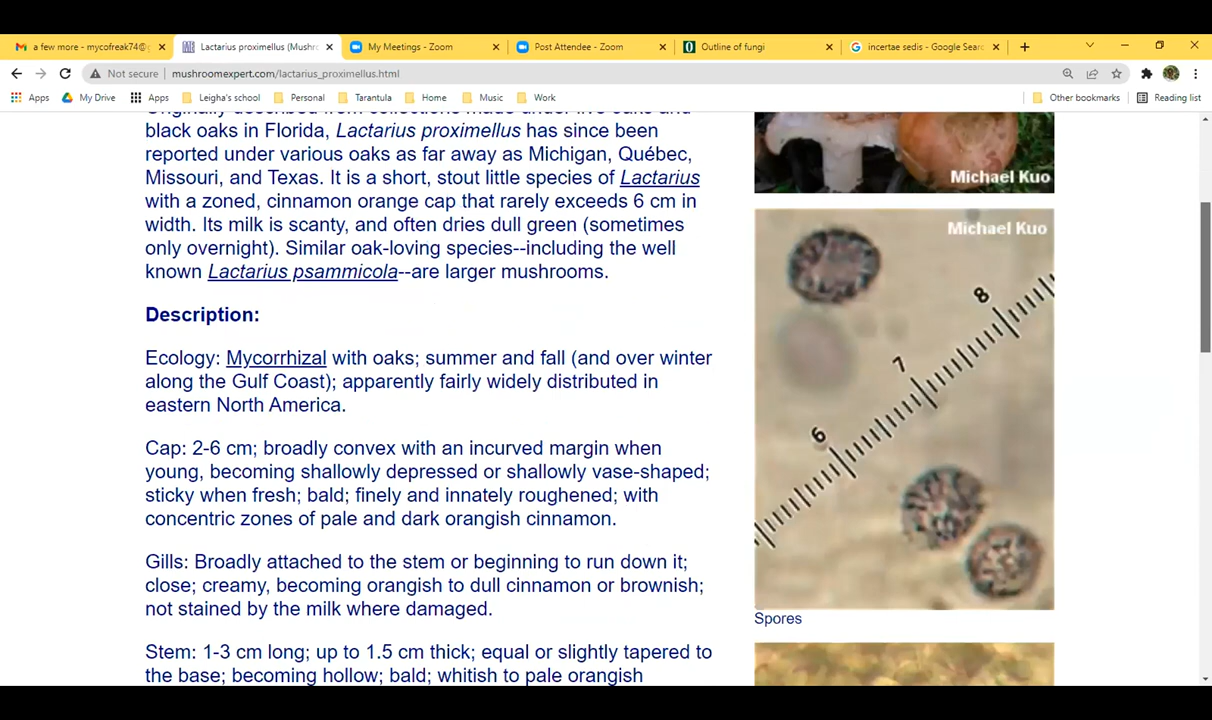 a few more - mycofreak74@g
Lactarius proximellus (Mushr
My Meetings - Zoom
Post Attendee - Zoom
Outline of fungi
incertae sedis - Google Sear
Not secure
mushroomexpert.com/lactarius_proximellus.html
Apps
My Drive
Apps
Leigha's school
Personal
Tarantula
Home
Music
Work
Other bookmarks
Reading list
black oaks in Florida, Lactarius proximellus has since been
reported under various oaks as far away as Michigan, Québec,
Missouri, and Texas. It is a short, stout little species of Lactarius
with a zoned, cinnamon orange cap that rarely exceeds 6 cm in
width. Its milk is scanty, and often dries dull green (sometimes
only overnight). Similar oak-loving species--including the well
known Lactarius psammicola--are larger mushrooms.
Description:
Ecology: Mycorrhizal with oaks; summer and fall (and over winter
along the Gulf Coast); apparently fairly widely distributed in
eastern North America.
Cap: 2-6 cm; broadly convex with an incurved margin when
young, becoming shallowly depressed or shallowly vase-shaped;
sticky when fresh; bald; finely and innately roughened; with
concentric zones of pale and dark orangish cinnamon.
Gills: Broadly attached to the stem or beginning to run down it;
close; creamy, becoming orangish to dull cinnamon or brownish;
not stained by the milk where damaged.
Stem: 1-3 cm long; up to 1.5 cm thick; equal or slightly tapered to
the base; becoming hollow; bald; whitish to pale orangish
Michael Kuo
Michael Kuo
8
7
6
Spores